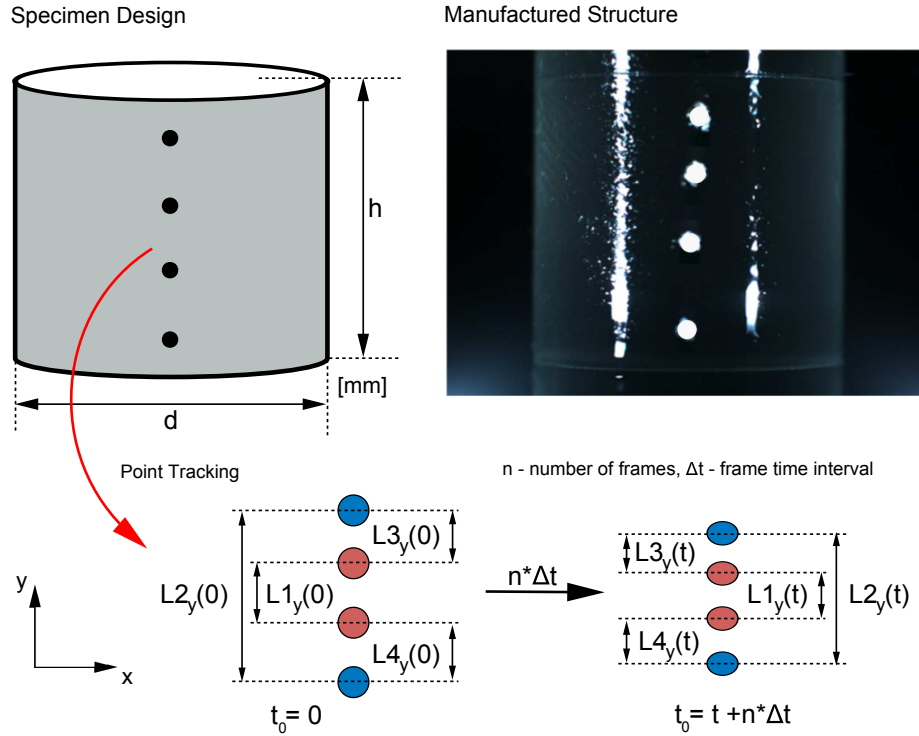 Specimen Design
Manufactured Structure
h
[mm]
d
Point Tracking
n - number of frames, Δt - frame time interval
L3y(0)
L2y(0)
L1y(0)
L4y(0)
t0= 0
y
x
n*Δt
L3y(t)
L1y(t)
L2y(t)
L4y(t)
t0= t +n*Δt